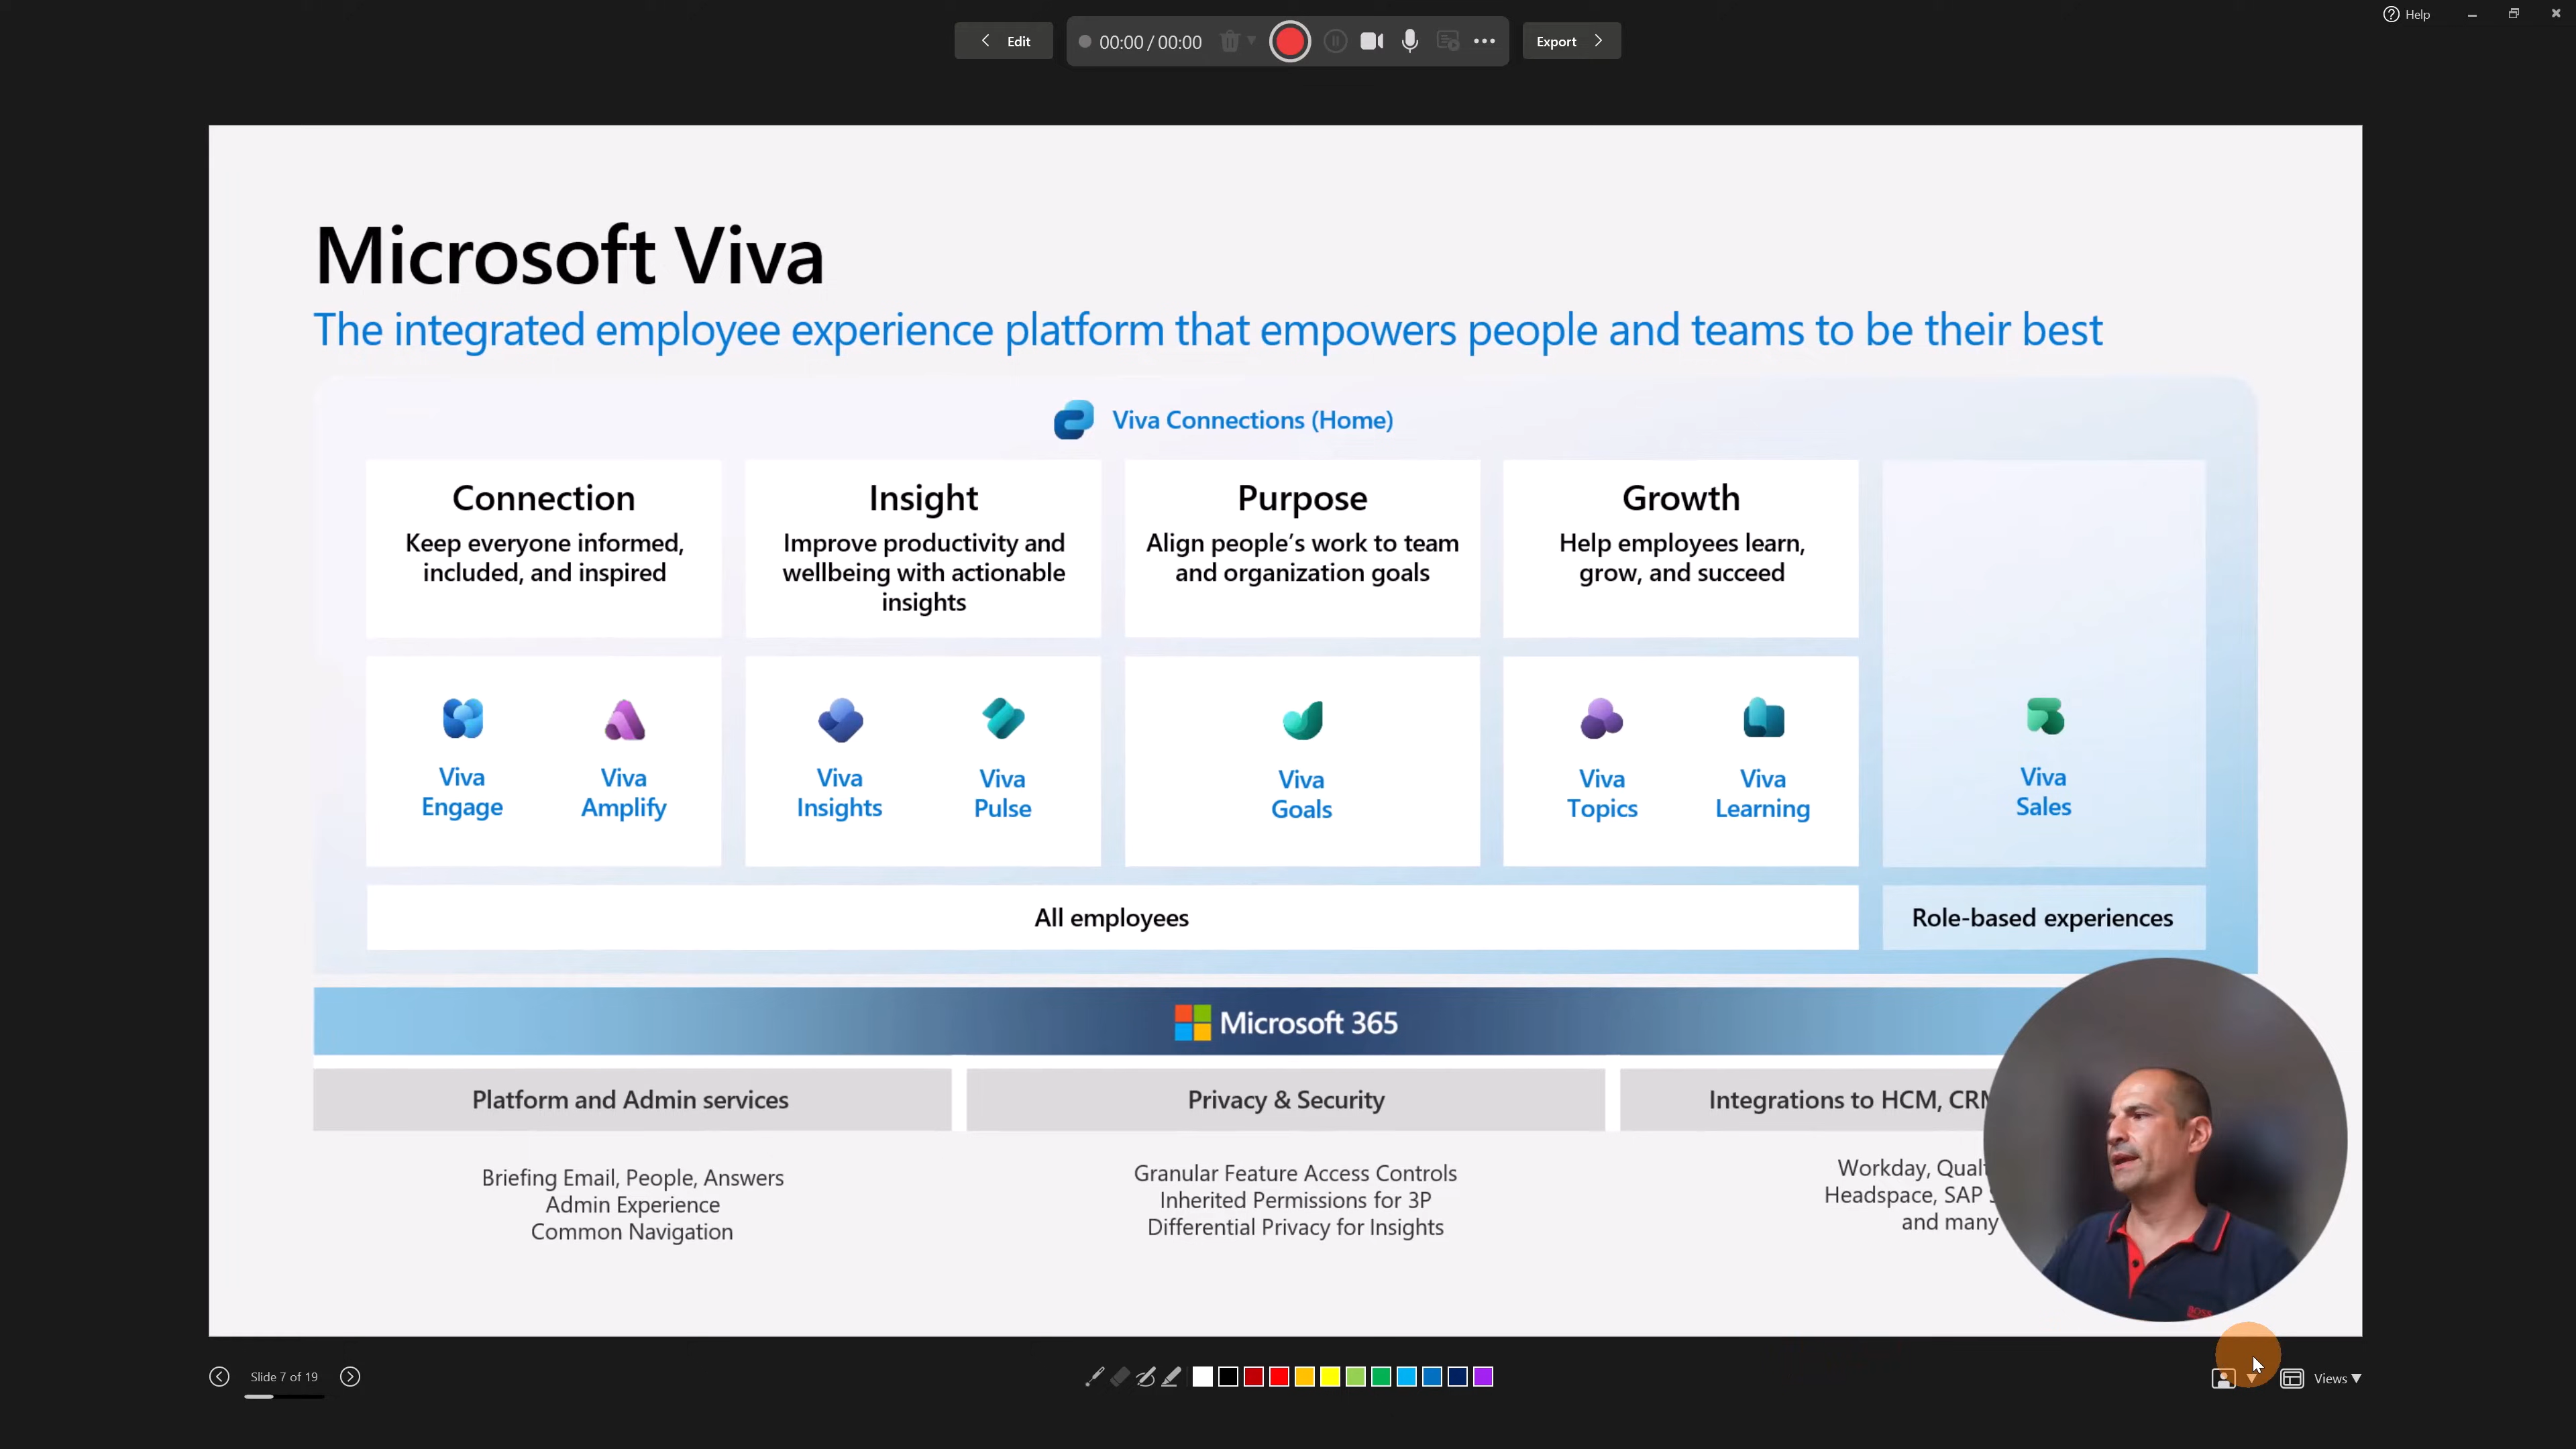 Help
Edit
00:00 / 00:00
Export
Microsoft Viva
The integrated employee experience platform that empowers people and teams to be their best
Viva Connections (Home)
Connection
Keep everyone informed,
included, and inspired
Insight
Improve productivity and
wellbeing with actionable
insights
Purpose
Align people's work to team
and organization goals
Growth
Help employees learn,
grow, and succeed
Viva
Engage
Viva
Amplify
Viva
Insights
Viva
Pulse
Viva
Goals
Viva
Topics
Viva
Learning
Viva
Sales
All employees
Role-based experiences
Microsoft 365
Platform and Admin services
Privacy & Security
Integrations to HCM, CRM
Briefing Email, People, Answers
Admin Experience
Common Navigation
Granular Feature Access Controls
Inherited Permissions for 3P
Differential Privacy for Insights
Workday,
Headspace, SAP
and many
BOSS
Slide 7 of 19
Views